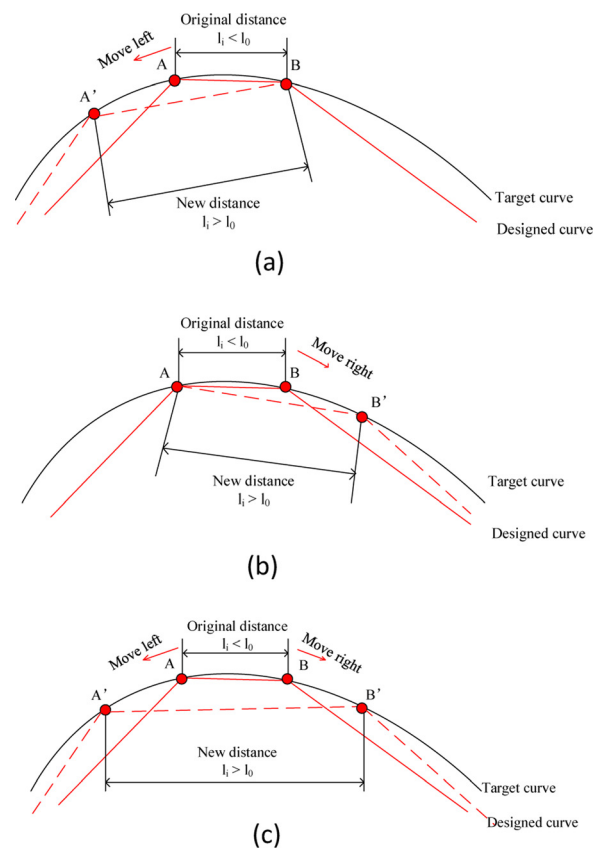 Original distance
lᵢ < l₀
Move left
A
B
A'
New distance
lᵢ > l₀
Target curve
Designed curve
(a)
Original distance
lᵢ < l₀
Move right
A
B
B'
New distance
lᵢ > l₀
Target curve
Designed curve
(b)
Original distance
lᵢ < l₀
Move left
Move right
A
B
A'
B'
New distance
lᵢ > l₀
Target curve
Designed curve
(c)